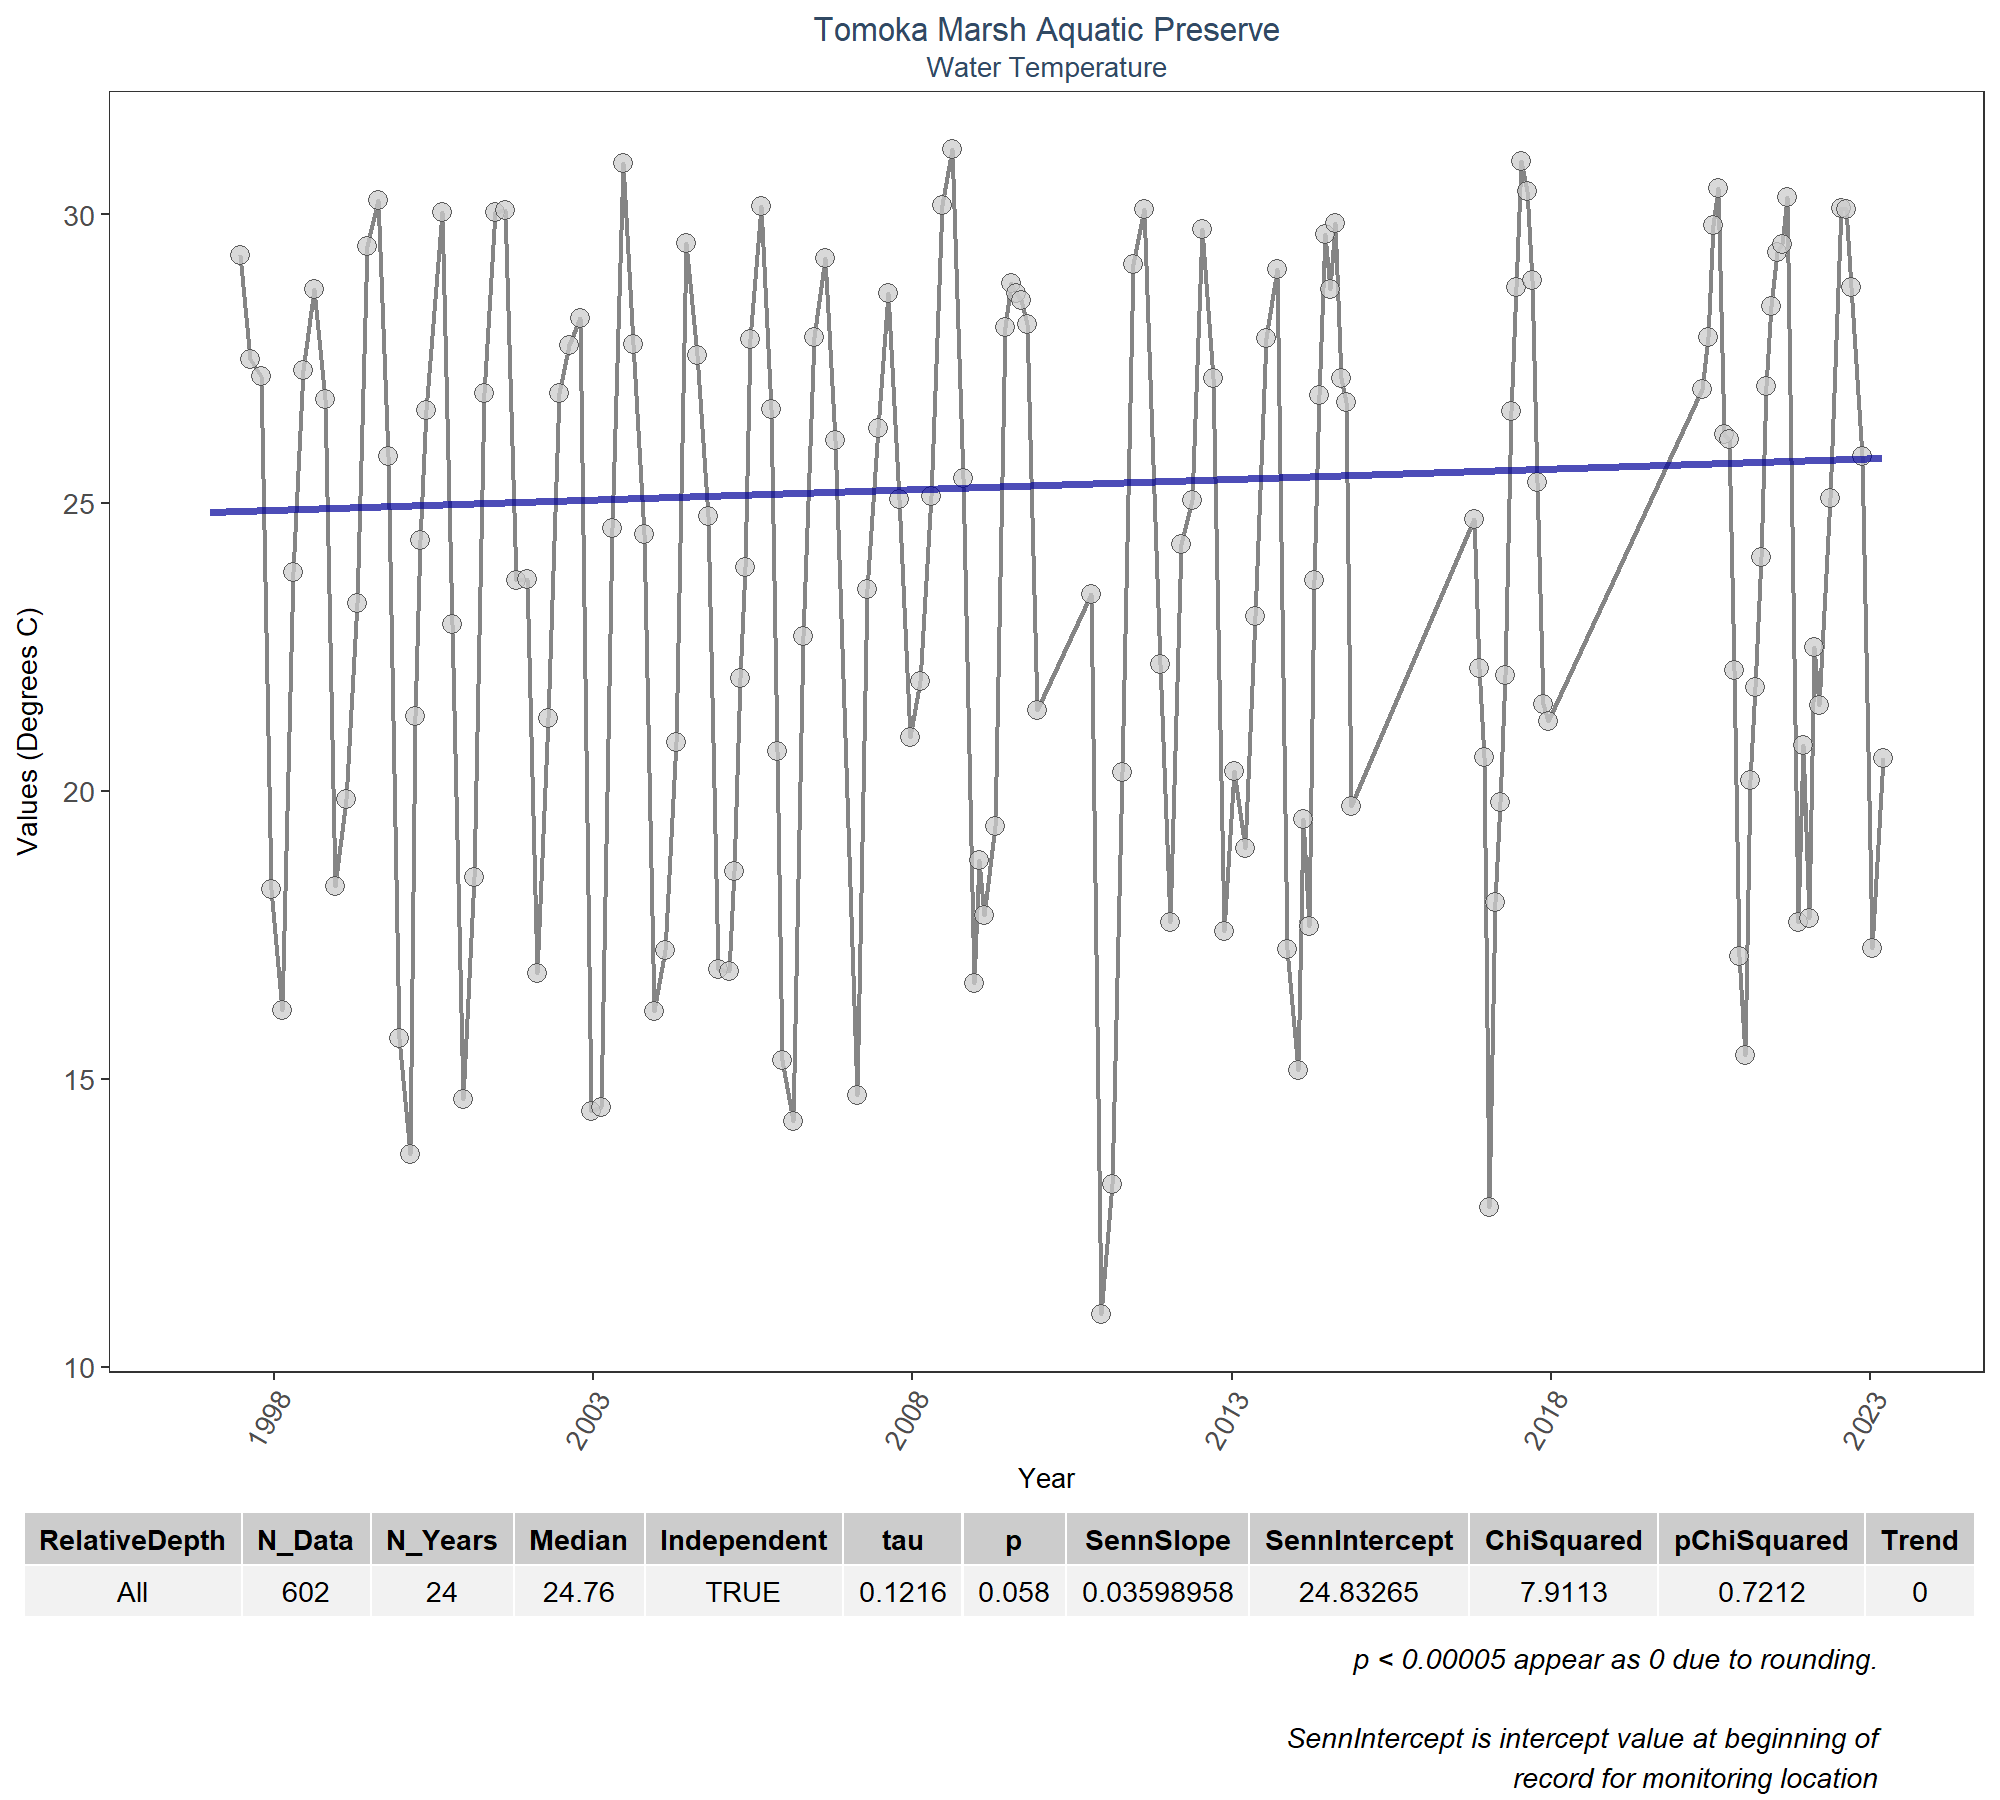 Tomoka Marsh Aquatic Preserve
Water Temperature
Values (Degrees C)
30
25
20
15
10
1998
2003
2008
2013
2018
2023
Year
RelativeDepth N_Data N_Years Median Independent tau p SennSlope SennIntercept ChiSquared pChiSquared Trend
All 602 24 24.76 TRUE 0.1216 0.058 0.03598958 24.83265 7.9113 0.7212 0
p < 0.00005 appear as 0 due to rounding.
SennIntercept is intercept value at beginning of
record for monitoring location